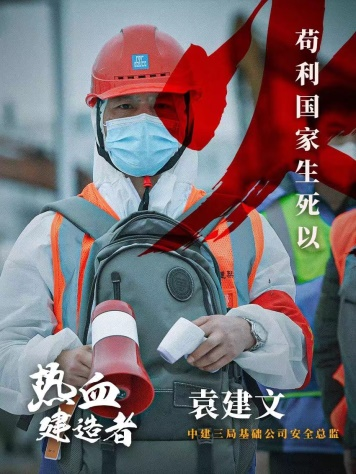 苟利国家生死以
热血
建造者
袁建文
中建三局基础公司安全总监